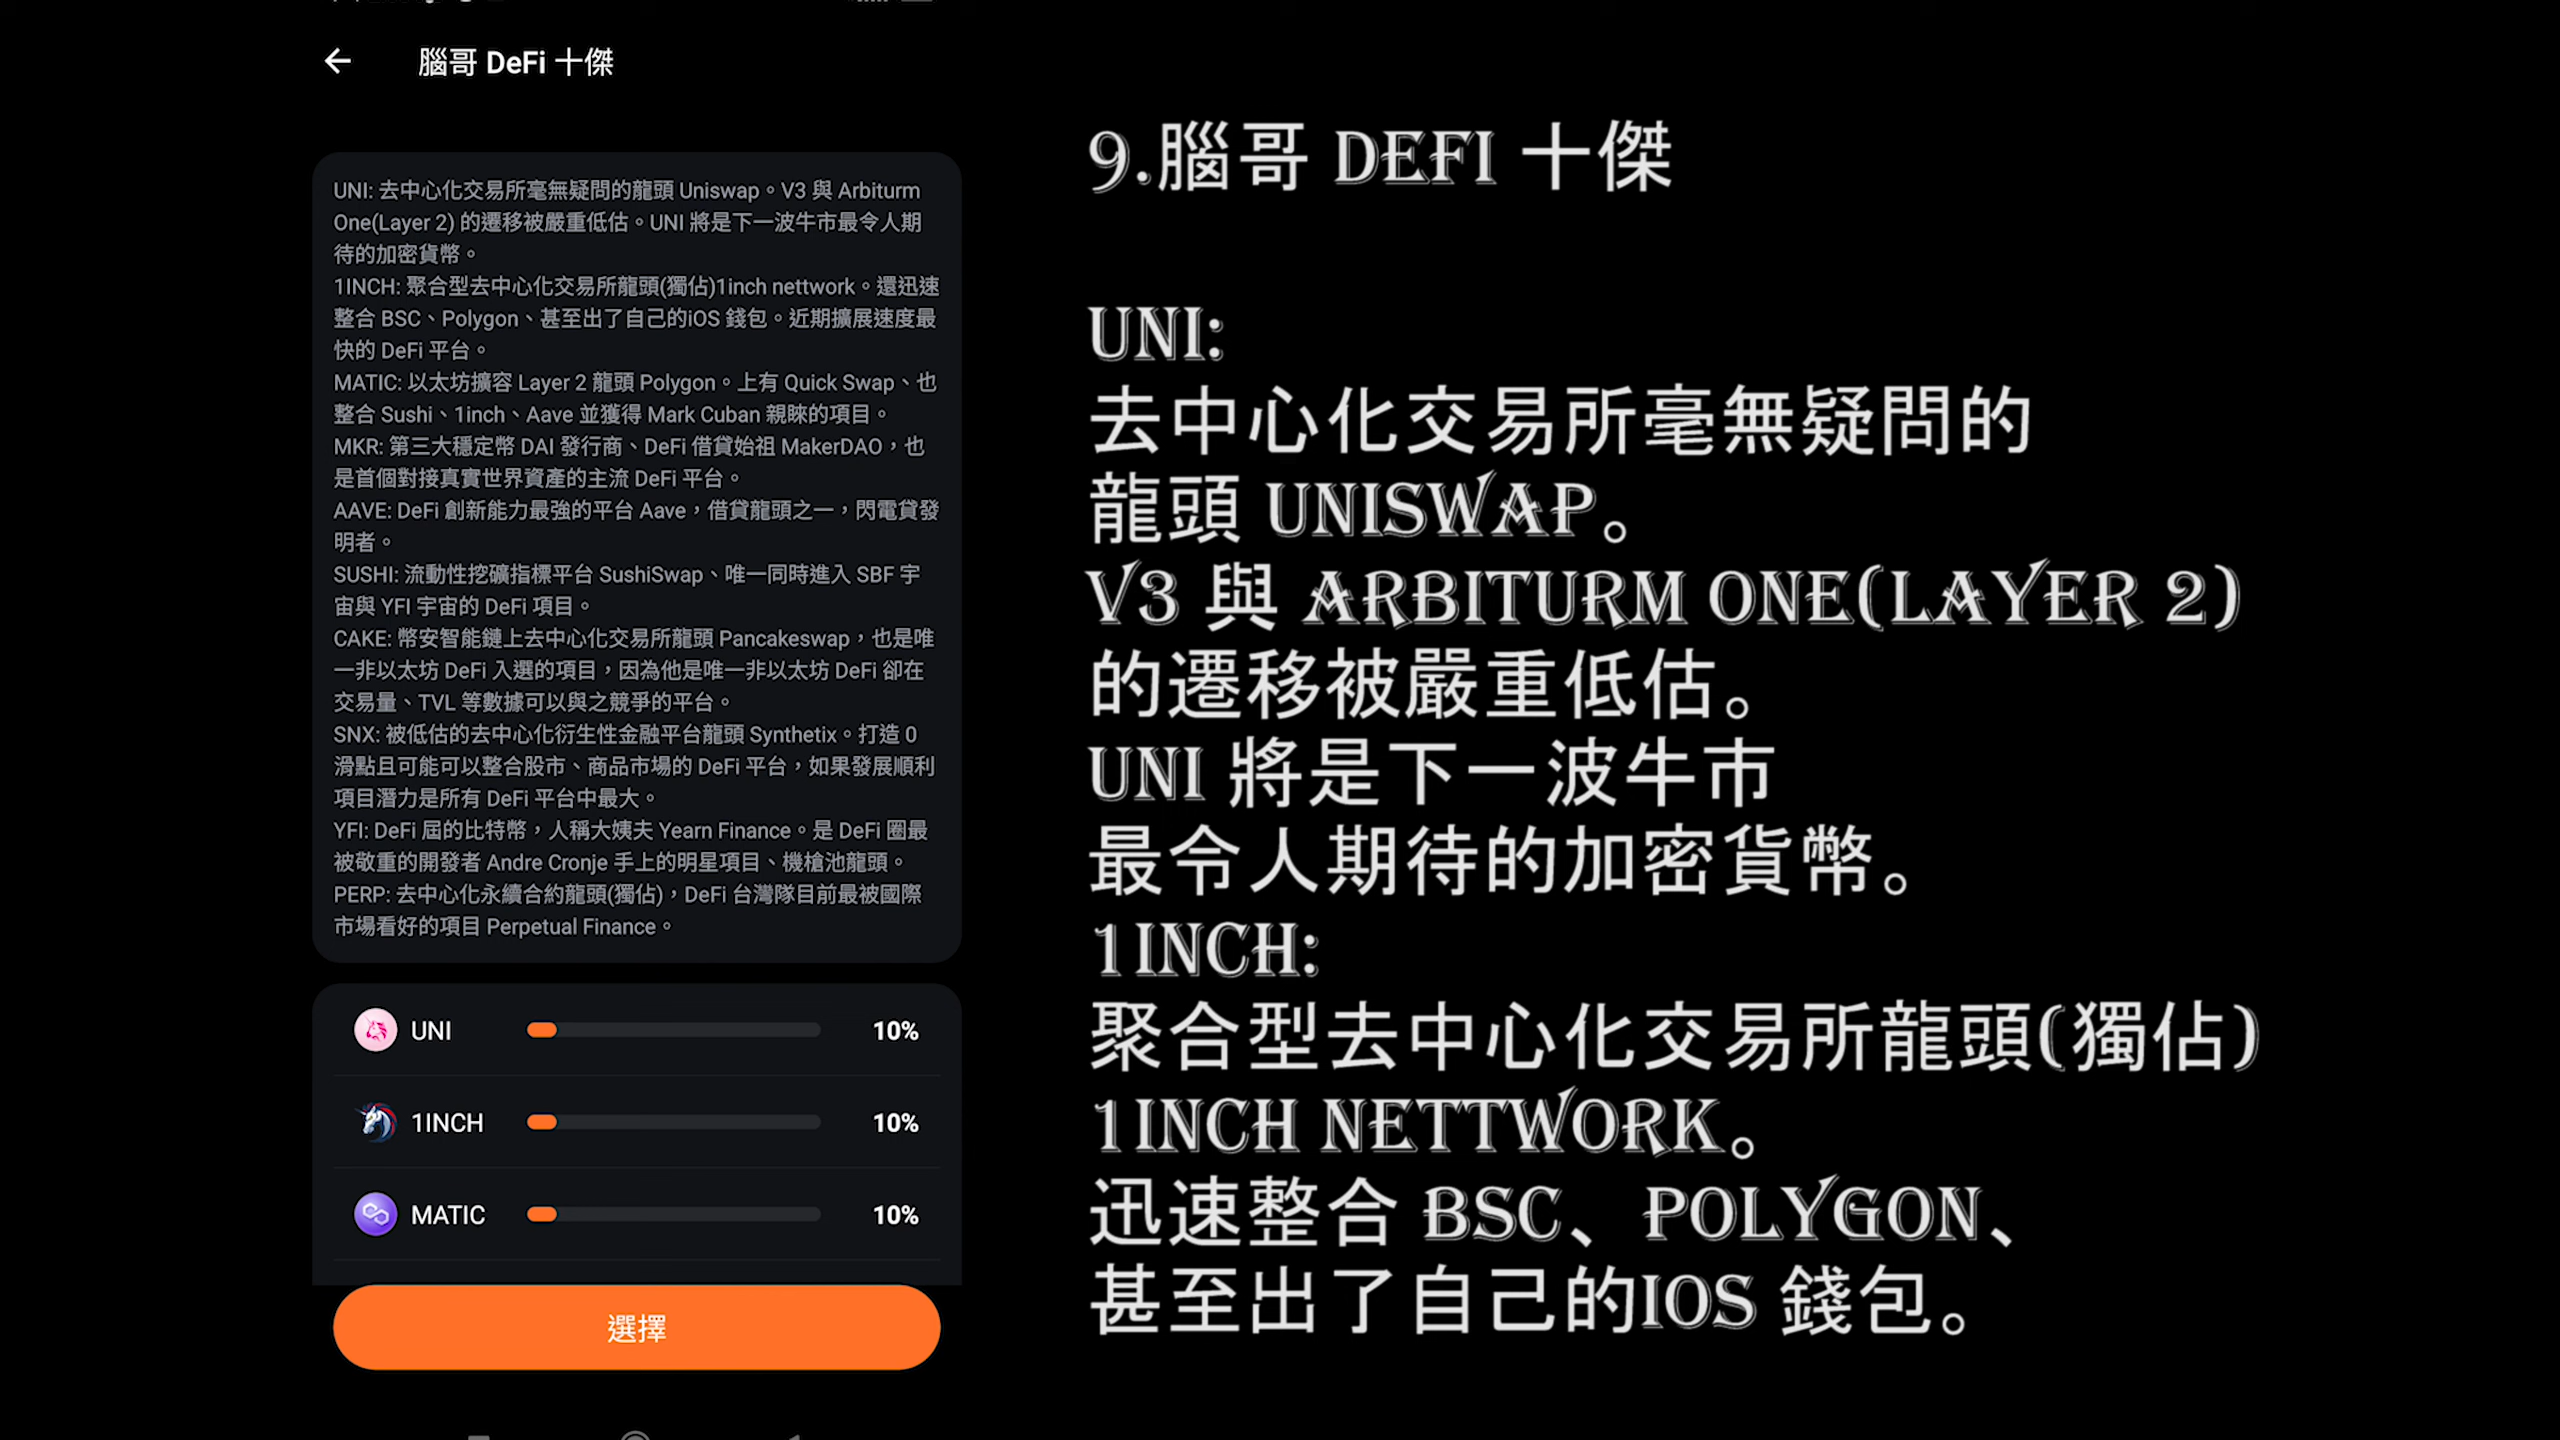 腦哥 DeFi 十傑
UNI: 去中心化交易所毫無疑問的龍頭 Uniswap。V3 與 Arbiturm
One(Layer 2) 的遷移被嚴重低估。UNI 將是下一波牛市最令人期
待的加密貨幣。
1INCH: 聚合型去中心化交易所龍頭(獨佔)1inch nettwork。還迅速
整合 BSC、Polygon、甚至出了自己的iOS 錢包。近期擴展速度最
快的 DeFi 平台。
MATIC: 以太坊擴容 Layer 2 龍頭 Polygon。上有 Quick Swap、也
整合 Sushi、1inch、Aave 並獲得 Mark Cuban 親睞的項目。
MKR: 第三大穩定幣 DAI 發行商、DeFi 借貸始祖 MakerDAO，也
是首個對接真實世界資產的主流 DeFi 平台。
AAVE: DeFi 創新能力最強的平台 Aave，借貸龍頭之一，閃電貸發
明者。
SUSHI: 流動性挖礦指標平台 SushiSwap、唯一同時進入 SBF 宇
宙與 YFI 宇宙的 DeFi 項目。
CAKE: 幣安智能鏈上去中心化交易所龍頭 Pancakeswap，也是唯
一非以太坊 DeFi 入選的項目，因為他是唯一非以太坊 DeFi 卻在
交易量、TVL 等數據可以與之競爭的平台。
SNX: 被低估的去中心化衍生性金融平台龍頭 Synthetix。打造 0
滑點且可能可以整合股市、商品市場的 DeFi 平台，如果發展順利
項目潛力是所有 DeFi 平台中最大。
YFI: DeFi 屆的比特幣，人稱大姨夫 Yearn Finance。是 DeFi 圈最
被敬重的開發者 Andre Cronje 手上的明星項目、機槍池龍頭。
PERP: 去中心化永續合約龍頭(獨佔)，DeFi 台灣隊目前最被國際
市場看好的項目 Perpetual Finance。
UNI 10%
1INCH 10%
MATIC 10%
選擇
9.腦哥 DEFI 十傑
UNI:
去中心化交易所毫無疑問的
龍頭 UNISWAP。
V3 與 ARBITURM ONE(LAYER 2)
的遷移被嚴重低估。
UNI 將是下一波牛市
最令人期待的加密貨幣。
1INCH:
聚合型去中心化交易所龍頭(獨佔)
1INCH NETTWORK。
迅速整合 BSC、POLYGON、
甚至出了自己的IOS 錢包。